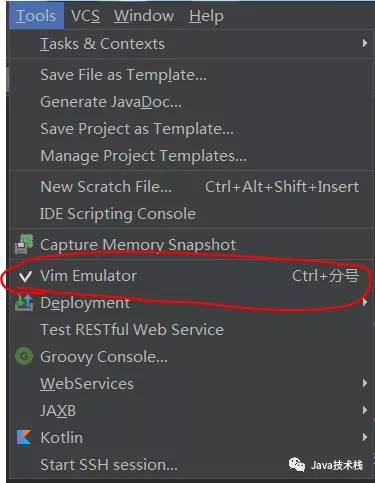 Tools VCS Window Help
Tasks & Contexts
Save File as Template...
Generate JavaDoc...
Save Project as Template...
Manage Project Templates...
New Scratch File... Ctrl+Alt+Shift+Insert
IDE Scripting Console
Capture Memory Snapshot
Vim Emulator Ctrl+分号
Deployment
Test RESTful Web Service
G Groovy Console...
WebServices
JAXB
Kotlin
Start SSH session...
Java技术栈